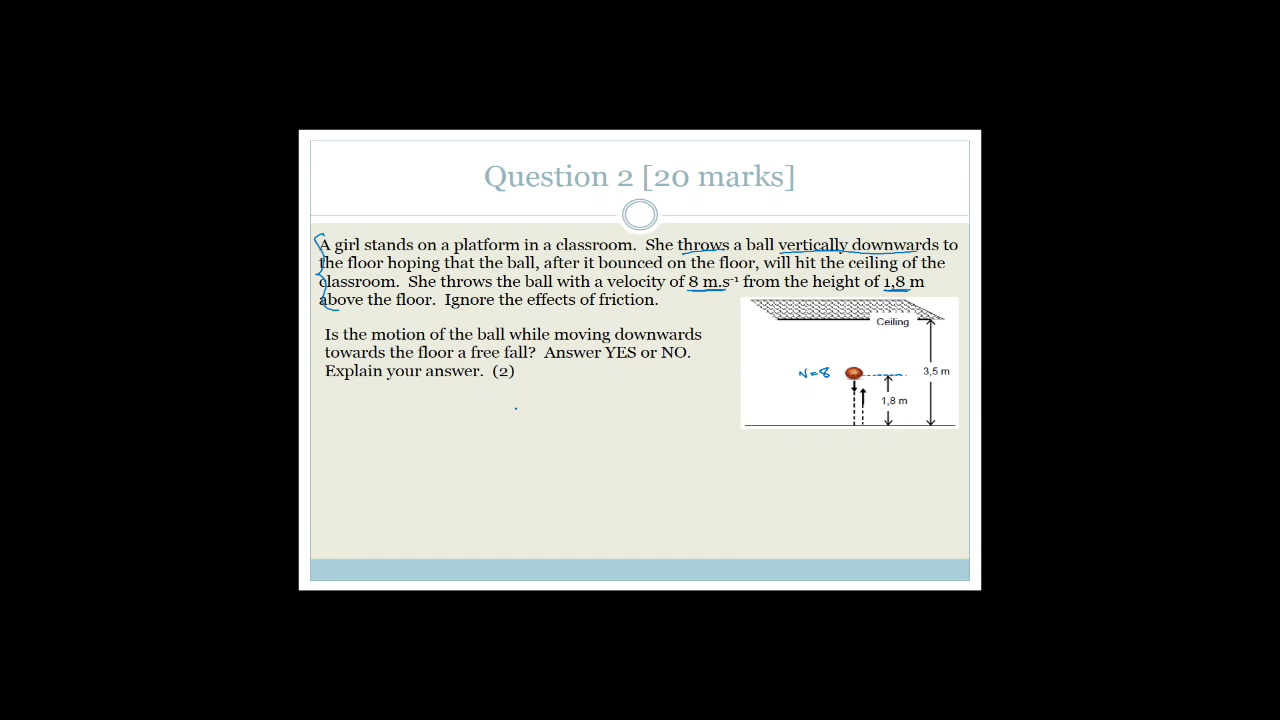 Question 2 [20 marks]
A girl stands on a platform in a classroom. She throws a ball vertically downwards to
the floor hoping that the ball, after it bounced on the floor, will hit the ceiling of the
classroom. She throws the ball with a velocity of 8 m.s⁻¹ from the height of 1,8 m
above the floor. Ignore the effects of friction.
Is the motion of the ball while moving downwards
towards the floor a free fall? Answer YES or NO.
Explain your answer. (2)
Ceiling
v=8
3,5 m
1,8 m